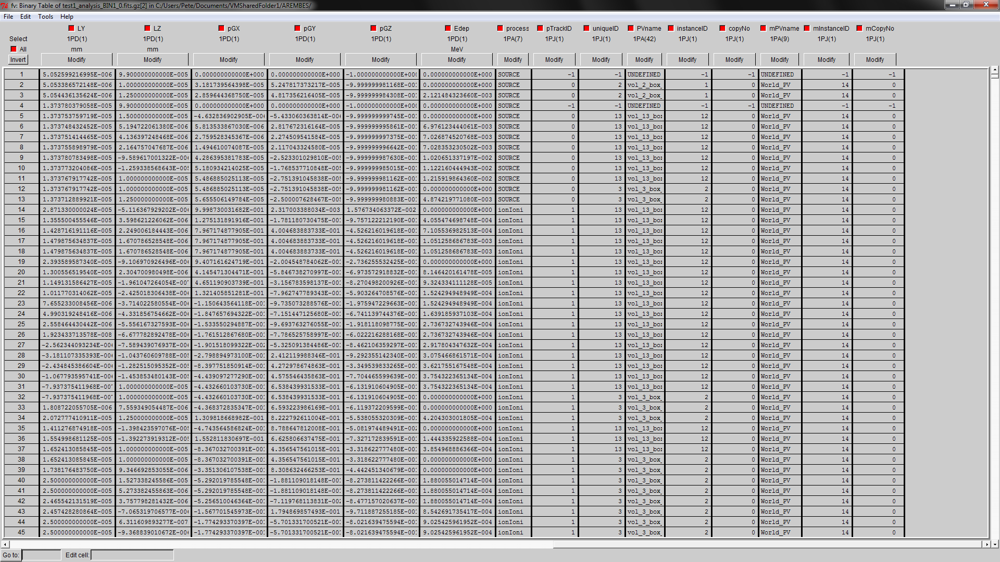 fv: Binary Table of test1_analysis_BIN1_0.fits.gz[2] in C:/Users/Pete/Documents/VMSharedFolder1/AREMBES/
File Edit Tools Help
LY LZ pGX pGY pGZ Edep process pTrackID uniqueID PVname instanceID copyNo mPVname mInstanceID mCopyNo
Select 1PD(1) 1PD(1) 1PD(1) 1PD(1) 1PD(1) 1PD(1) 1PA(7) 1PJ(1) 1PJ(1) 1PA(42) 1PJ(1) 1PJ(1) 1PA(9) 1PJ(1) 1PJ(1)
All mm mm MeV
Invert Modify Modify Modify Modify Modify Modify Modify Modify Modify Modify Modify Modify Modify Modify Modify
1 5.052599216995E-006 9.900000000000E-005 0.000000000000E+000 0.000000000000E+000 -1.000000000000E+00 0.000000000000E+000 SOURCE -1 -1 UNDEFINED -1 -1 UNDEFINED -1 -1
2 5.053386572148E-006 1.000000000000E-005 3.181739564398E-005 5.247817373217E-005 -9.999999981168E-00 0.000000000000E+000 SOURCE 0 2 vol_2_box_ 1 0 World_PV 14 0
3 5.054436135624E-006 1.250000000000E-005 2.859644368750E-005 4.817356216405E-005 -9.999999984308E-00 2.121484323660E-003 SOURCE 0 2 vol_2_box_ 1 0 World_PV 14 0
4 1.373780379058E-005 9.900000000000E-005 0.000000000000E+000 0.000000000000E+000 -1.000000000000E+00 0.000000000000E+000 SOURCE -1 -1 UNDEFINED -1 -1 UNDEFINED -1 -1
5 1.373753759719E-005 1.500000000000E-005 -4.632836902905E-00 -5.433060363814E-00 -9.999999999745E-00 0.000000000000E+000 SOURCE 0 13 vol_13_bo 12 0 World_PV 14 0
6 1.373748432452E-005 5.194722061380E-006 5.813533867030E-006 2.817672316164E-005 -9.999999995861E-00 6.976123444061E-003 SOURCE 0 13 vol_13_bo 12 0 World_PV 14 0
7 1.373751414465E-005 4.136397248468E-006 2.759528345367E-006 2.274509541584E-005 -9.999999997375E-00 7.026874520768E-003 SOURCE 0 13 vol_13_bo 12 0 World_PV 14 0
8 1.373755898979E-005 2.164757047687E-006 1.494610074087E-005 2.117043324580E-005 -9.999999996642E-00 7.028353230502E-003 SOURCE 0 13 vol_13_bo 12 0 World_PV 14 0
9 1.373780783498E-005 -9.589617001322E-00 4.286395381783E-005 -2.523301029810E-00 -9.999999987630E-00 1.020651337197E-002 SOURCE 0 13 vol_13_bo 12 0 World_PV 14 0
10 1.373773204086E-005 -1.259338568643E-00 5.180934214025E-005 -1.768537710848E-00 -9.999999985015E-00 1.122160444943E-002 SOURCE 0 13 vol_13_bo 12 0 World_PV 14 0
11 1.373767917742E-005 1.000000000000E-005 5.486885025113E-005 -2.751391045838E-00 -9.999999981162E-00 1.215919864360E-002 SOURCE 0 13 vol_13_bo 12 0 World_PV 14 0
12 1.373767917742E-005 1.000000000000E-005 5.486885025113E-005 -2.751391045838E-00 -9.999999981162E-00 0.000000000000E+000 SOURCE 0 3 vol_3_box_ 2 0 World_PV 14 0
13 1.373712889921E-005 1.250000000000E-005 5.655506149784E-005 -2.500007628467E-00 -9.999999980883E-00 4.874219771080E-003 SOURCE 0 3 vol_3_box_ 2 0 World_PV 14 0
14 2.871330000024E-005 -5.116367929202E-00 9.998730031682E-001 2.317003388034E-003 1.576734063372E-002 0.000000000000E+000 ionIoni 1 13 vol_13_bo 12 0 World_PV 14 0
15 1.355500455546E-005 3.598621226062E-006 1.275131891916E-001 -1.781180730475E-00 -9.757122212190E-00 4.055474698748E-004 ionIoni 1 13 vol_13_bo 12 0 World_PV 14 0
16 1.428716191116E-005 2.249006184443E-006 7.967174877905E-001 4.004683883733E-001 -4.526216019618E-00 7.105536982513E-004 ionIoni 1 13 vol_13_bo 12 0 World_PV 14 0
17 1.479875634837E-005 1.670786528548E-006 7.967174877905E-001 4.004683883733E-001 -4.526216019618E-00 1.051258686783E-003 ionIoni 1 13 vol_13_bo 12 0 World_PV 14 0
18 1.479875634837E-005 1.670786528548E-006 7.967174877905E-001 4.004683883733E-001 -4.526216019618E-00 1.051258686783E-003 ionIoni 1 13 vol_13_bo 12 0 World_PV 14 0
19 2.393589587340E-005 -9.106970926496E-00 9.407161624719E-001 -2.004548784062E-00 -2.736255532425E-00 0.000000000000E+000 ionIoni 1 13 vol_13_bo 12 0 World_PV 14 0
20 1.300556519540E-005 2.304700980498E-006 4.145471304471E-001 -5.846738270997E-00 -6.973572918832E-00 8.146420161478E-005 ionIoni 1 13 vol_13_bo 12 0 World_PV 14 0
21 1.149131586427E-005 -1.961047264054E-00 4.651190903739E-001 -3.156783598137E-00 -8.270498200926E-00 9.324334111128E-005 ionIoni 1 13 vol_13_bo 12 0 World_PV 14 0
22 1.011770314062E-005 -2.425018306438E-00 1.321405851281E-001 -7.962747789343E-00 -5.903264708576E-00 1.524294948949E-004 ionIoni 1 13 vol_13_bo 12 0 World_PV 14 0
23 7.655233008456E-006 -3.714022580554E-00 -1.150643564118E-00 -9.735073288576E-00 -1.975947229663E-00 1.524294948949E-004 ionIoni 1 13 vol_13_bo 12 0 World_PV 14 0
24 4.990319248416E-006 -4.331856754662E-00 -1.847657694322E-00 -7.151447125680E-00 -6.741139744376E-00 1.639185937103E-004 ionIoni 1 13 vol_13_bo 12 0 World_PV 14 0
25 2.558464430442E-006 -5.556167327593E-00 -1.533550294887E-00 -9.693763276055E-00 -1.918118098775E-00 2.736732743946E-004 ionIoni 1 13 vol_13_bo 12 0 World_PV 14 0
26 1.923433713578E-008 -6.677782892478E-00 -1.761512867680E-00 -7.786525758997E-00 -6.022216288168E-00 2.736732743946E-004 ionIoni 1 13 vol_13_bo 12 0 World_PV 14 0
27 -2.562344093234E-00 -7.589439076937E-00 -1.901518099322E-00 -5.325091384486E-00 -8.462106359297E-00 2.917804347632E-004 ionIoni 1 13 vol_13_bo 12 0 World_PV 14 0
28 -3.181107335393E-00 -1.043760609788E-00 -2.798894973100E-00 2.412119988346E-001 -9.292355142340E-00 3.075466861571E-004 ionIoni 1 13 vol_13_bo 12 0 World_PV 14 0
29 -2.434845386604E-00 -1.282515095352E-00 -8.397751850914E-00 4.272978674863E-001 -3.349539833265E-00 3.621755167548E-004 ionIoni 1 13 vol_13_bo 12 0 World_PV 14 0
30 -1.067793595741E-00 -1.453853480143E-00 -4.439097277290E-00 4.575546435863E-001 -7.704465599639E-00 3.754322365134E-004 ionIoni 1 13 vol_13_bo 12 0 World_PV 14 0
31 -7.937375411968E-00 1.000000000000E-005 -4.432660103730E-00 6.538439931533E-001 -6.131910604905E-00 3.754322365134E-004 ionIoni 1 13 vol_13_bo 12 0 World_PV 14 0
32 -7.937375411968E-00 1.000000000000E-005 -4.432660103730E-00 6.538439931533E-001 -6.131910604905E-00 0.000000000000E+000 ionIoni 1 3 vol_3_box_ 2 0 World_PV 14 0
33 1.808722055705E-006 7.559349054487E-006 -4.368372835347E-00 6.593223986169E-001 -6.119372209599E-00 0.000000000000E+000 ionIoni 1 3 vol_3_box_ 2 0 World_PV 14 0
34 2.072777410911E-005 1.250000000000E-005 1.309818668982E-001 8.222792611004E-001 -5.538055320309E-00 4.204303001805E-004 ionIoni 1 3 vol_3_box_ 2 0 World_PV 14 0
35 1.411276874918E-005 -1.398423597076E-00 -4.743564586824E-00 8.788647812008E-001 -5.081974489491E-00 0.000000000000E+000 ionIoni 1 13 vol_13_bo 12 0 World_PV 14 0
36 1.554998681125E-005 -1.392273919312E-00 1.552811830697E-001 6.625806637475E-001 -7.327172839591E-00 1.444335922588E-004 ionIoni 1 13 vol_13_bo 12 0 World_PV 14 0
37 1.652413085845E-005 1.000000000000E-005 -8.367032700391E-00 4.356547561015E-001 -3.318622777480E-00 3.854968886366E-004 ionIoni 1 13 vol_13_bo 12 0 World_PV 14 0
38 1.652413085845E-005 1.000000000000E-005 -8.367032700391E-00 4.356547561015E-001 -3.318622777480E-00 0.000000000000E+000 ionIoni 1 3 vol_3_box_ 2 0 World_PV 14 0
39 1.738176483750E-005 9.346692853055E-006 -3.351306107538E-00 8.308632466253E-001 -4.442451340679E-00 0.000000000000E+000 ionIoni 1 3 vol_3_box_ 2 0 World_PV 14 0
40 2.500000000000E-005 1.527338245586E-005 -5.292019785548E-00 -1.881109018148E-00 -8.273811422266E-00 1.880055014714E-004 ionIoni 1 3 vol_3_box_ 2 0 World_PV 14 0
41 2.500000000000E-005 5.273382455863E-006 -5.292019785548E-00 -1.881109018148E-00 -8.273811422266E-00 1.880055014714E-004 ionIoni 1 3 vol_3_box_ 2 0 World_PV 14 0
42 2.465542131519E-005 3.757798281432E-006 -5.256510046364E-00 -7.119768113831E-00 -8.477157020637E-00 1.880055014714E-004 ionIoni 1 3 vol_3_box_ 2 0 World_PV 14 0
43 2.457428280864E-005 -7.065319706577E-00 -1.567701545973E-00 1.794869857493E-001 -9.711887255185E-00 8.542691735417E-004 ionIoni 1 3 vol_3_box_ 2 0 World_PV 14 0
44 2.500000000000E-005 6.311609893277E-007 -1.774293370397E-00 -5.701331700521E-00 -8.021639475594E-00 9.025425961952E-004 ionIoni 1 3 vol_3_box_ 2 0 World_PV 14 0
45 2.500000000000E-005 -9.368839010672E-00 -1.774293370397E-00 -5.701331700521E-00 -8.021639475594E-00 9.025425961952E-004 ionIoni 1 3 vol_3_box_ 2 0 World_PV 14 0
Go to: Edit cell: